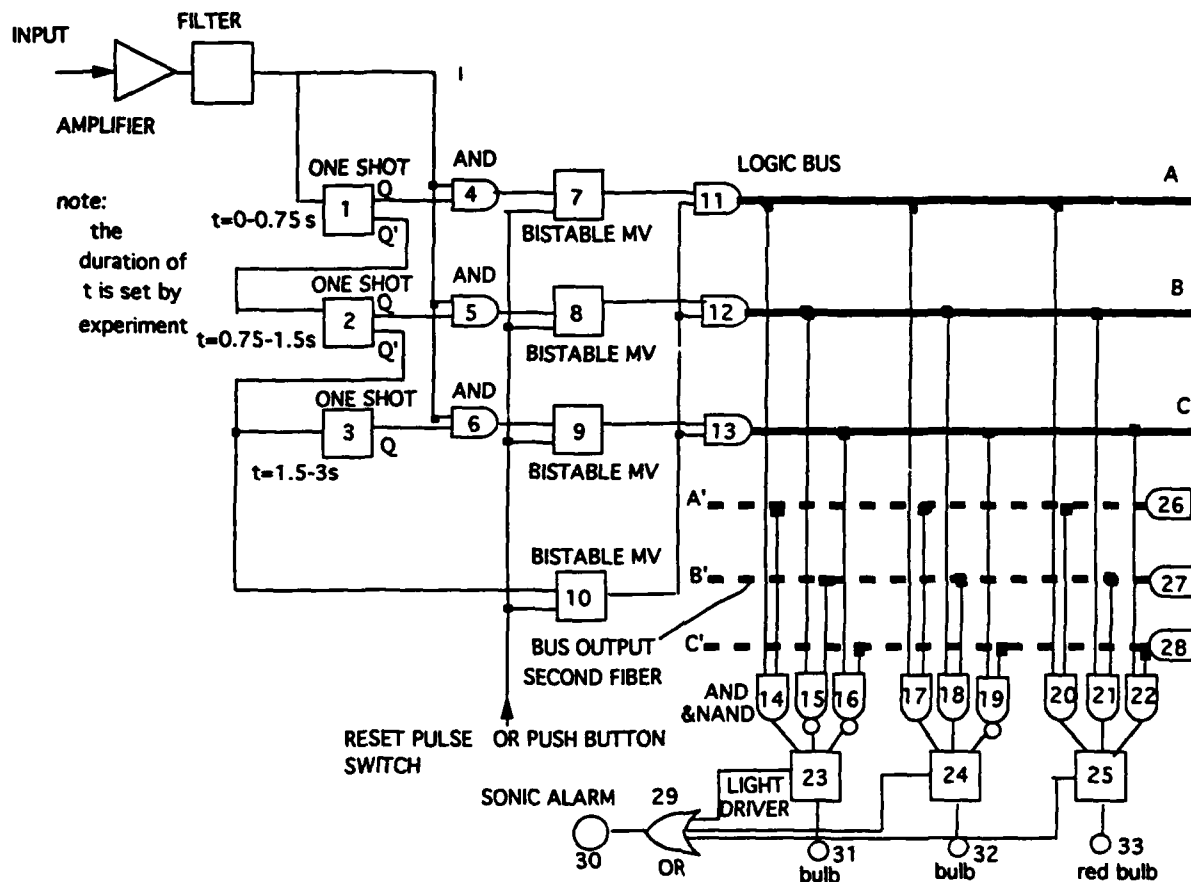 FILTER
INPUT
I
AMPLIFIER
AND
LOGIC BUS
A
ONE SHOT
Q
4
7
11
1
note:
the
duration of
t is set by
experiment
t=0-0.75 s
Q'
BISTABLE MV
AND
B
ONE SHOT
Q
5
8
12
2
t=0.75-1.5s
Q'
BISTABLE MV
AND
C
ONE SHOT
6
9
13
3
Q
t=1.5-3s
BISTABLE MV
A'
26
BISTABLE MV
B'
27
10
BUS OUTPUT
SECOND FIBER
C'
28
AND
&NAND
14
15
16
17
18
19
20
21
22
RESET PULSE OR PUSH BUTTON
SWITCH
23
24
25
LIGHT
DRIVER
SONIC ALARM
29
30
OR
31
bulb
32
bulb
33
red bulb